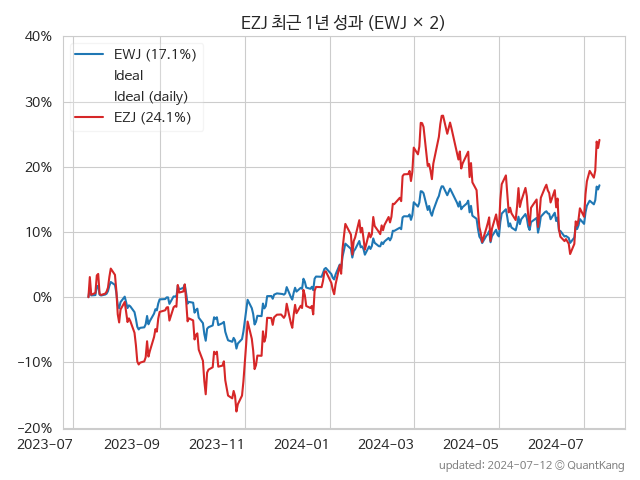 EZJ 최근 1년 성과 (EWJ × 2)
40%
30%
20%
10%
0%
−10%
−20%
EWJ (17.1%)
Ideal
Ideal (daily)
EZJ (24.1%)
2023-07 2023-09 2023-11 2024-01 2024-03 2024-05 2024-07
updated: 2024-07-12 © QuantKang